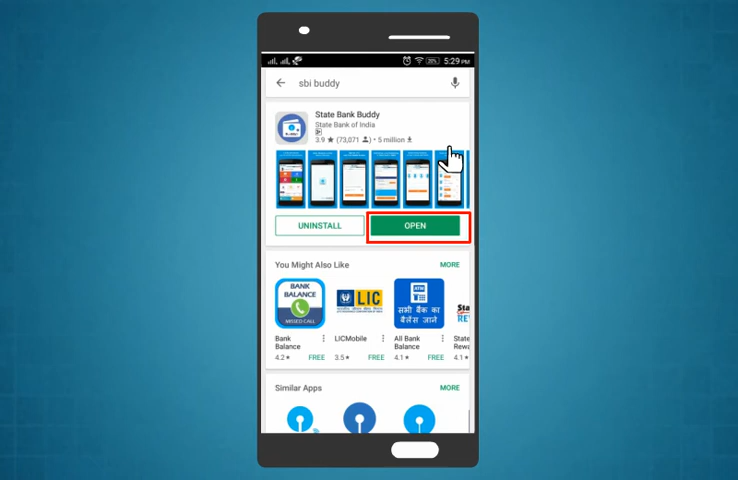 5:29 PM
sbi buddy
State Bank Buddy
State Bank of India
3.9 ★ (73,071) • 5 million
UNINSTALL
OPEN
You Might Also Like
MORE
BANK
BALANCE
MISSED CALL
LIC
ATM
सभी बैंक का
बैलेंस जाने
Bank
Balance
LICMobile
All Bank
Balance
State
4.2★
FREE
3.5★
FREE
4.1★
FREE
4.1★
Similar Apps
MORE